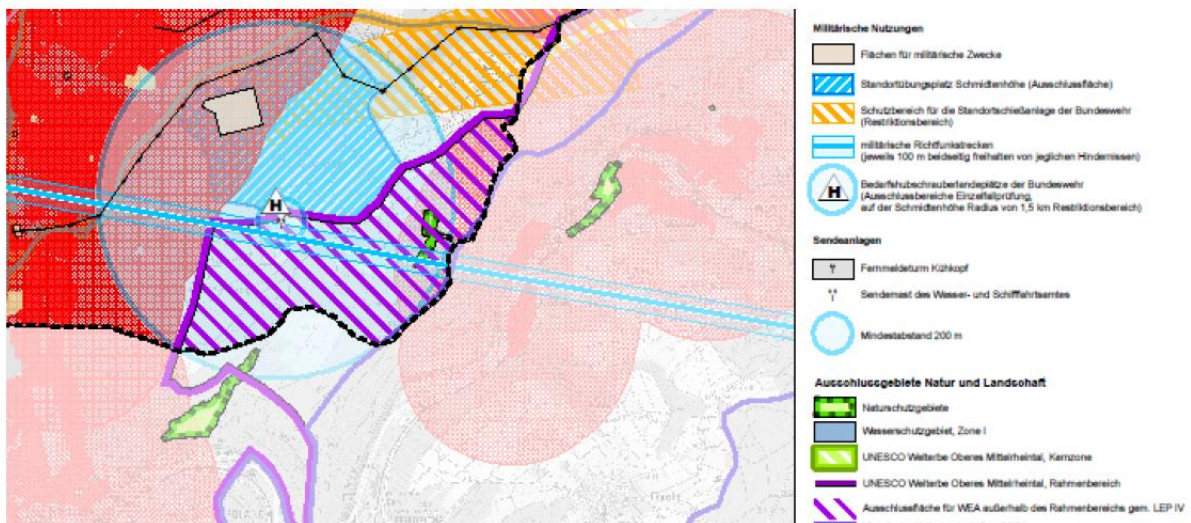 Militärische Nutzungen
Flächen für militärische Zwecke
Standortübungsplatz Schmidtenhöhe (Ausschlussfläche)
Schutzbereich für die Standortschießanlage der Bundeswehr
(Restriktionsbereich)
militärische Richtfunkstrecken
(jeweils 100 m beidseitig freihalten von jeglichen Hindernissen)
H
Bedarfshubschrauberlandeplätze der Bundeswehr
(Ausschlussbereiche Einzelfallprüfung,
auf der Schmidtenhöhe Radius von 1,5 km Restriktionsbereich)
H
Sendeanlagen
Fernmeldeturm Kühkopf
Sendemast des Wasser- und Schifffahrtsamtes
Mindestabstand 200 m
Ausschlussgebiete Natur und Landschaft
Naturschutzgebiete
Wasserschutzgebiet, Zone I
UNESCO Welterbe Oberes Mittelrheintal, Kernzone
UNESCO Welterbe Oberes Mittelrheintal, Rahmenbereich
Ausschlussfläche für WEA außerhalb des Rahmenbereichs gem. LEP IV